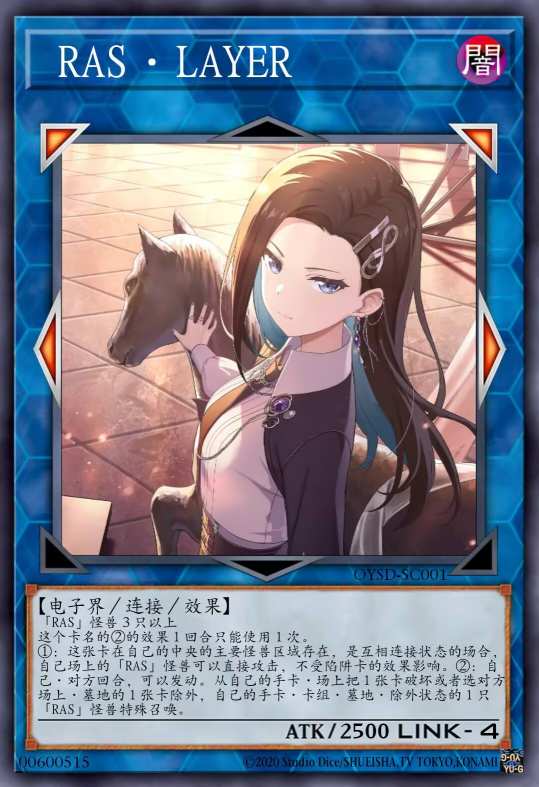 RAS・LAYER
闇
OYSD-SC001
【电子界／连接／效果】
「RAS」怪兽３只以上
这个卡名的②的效果１回合只能使用１次。
①：这张卡在自己的中央的主要怪兽区域存在，是互相连接状态的场合，
自己场上的「RAS」怪兽可以直接攻击，不受陷阱卡的效果影响。②：自
己·对方回合，可以发动。从自己的手卡·场上把１张卡破坏或者选对方
场上·墓地的１张卡除外，自己的手卡·卡组·墓地·除外状态的１只
「RAS」怪兽特殊召唤。
ATK/2500 LINK-4
00600515
©2020 Studio Dice/SHUEISHA,TV TOKYO,KONAMI